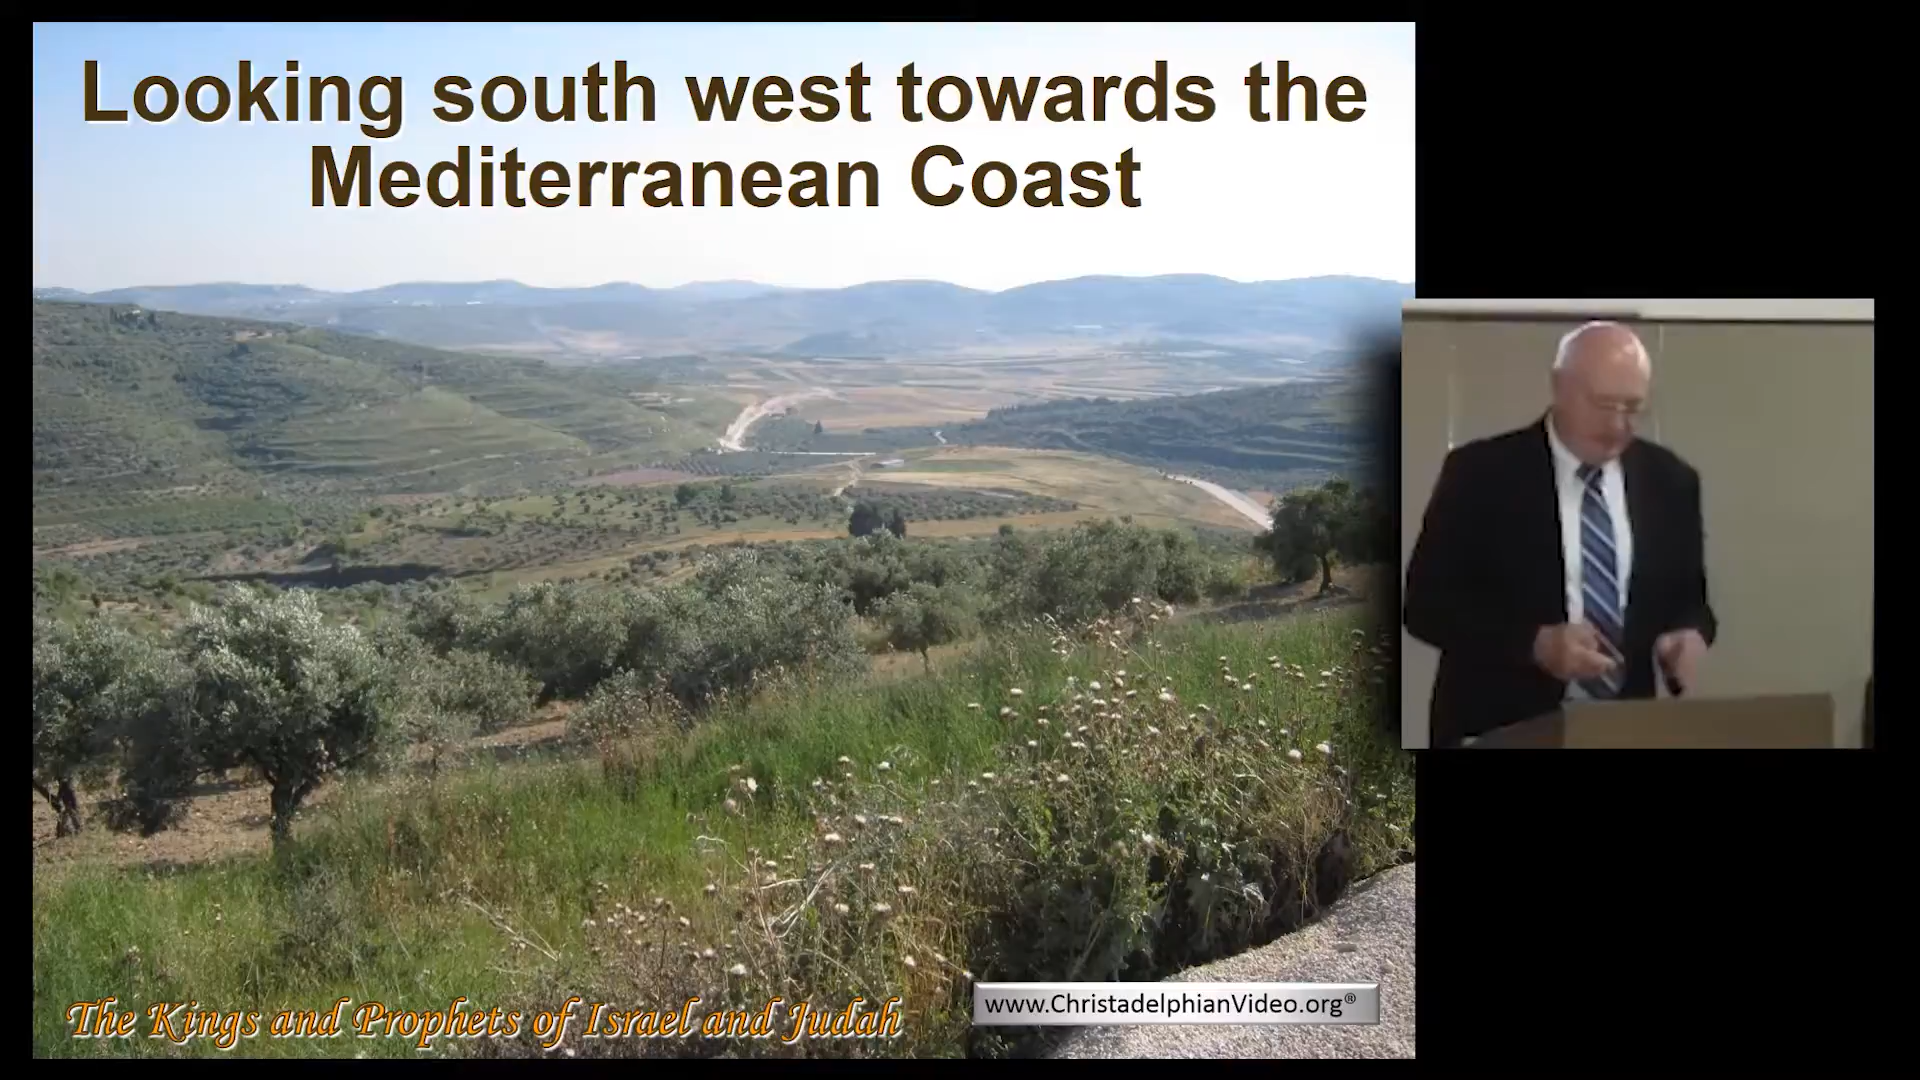 Looking south west towards the
Mediterranean Coast
The Kings and Prophets of Israel and Judah
www.ChristadelphianVideo.org®